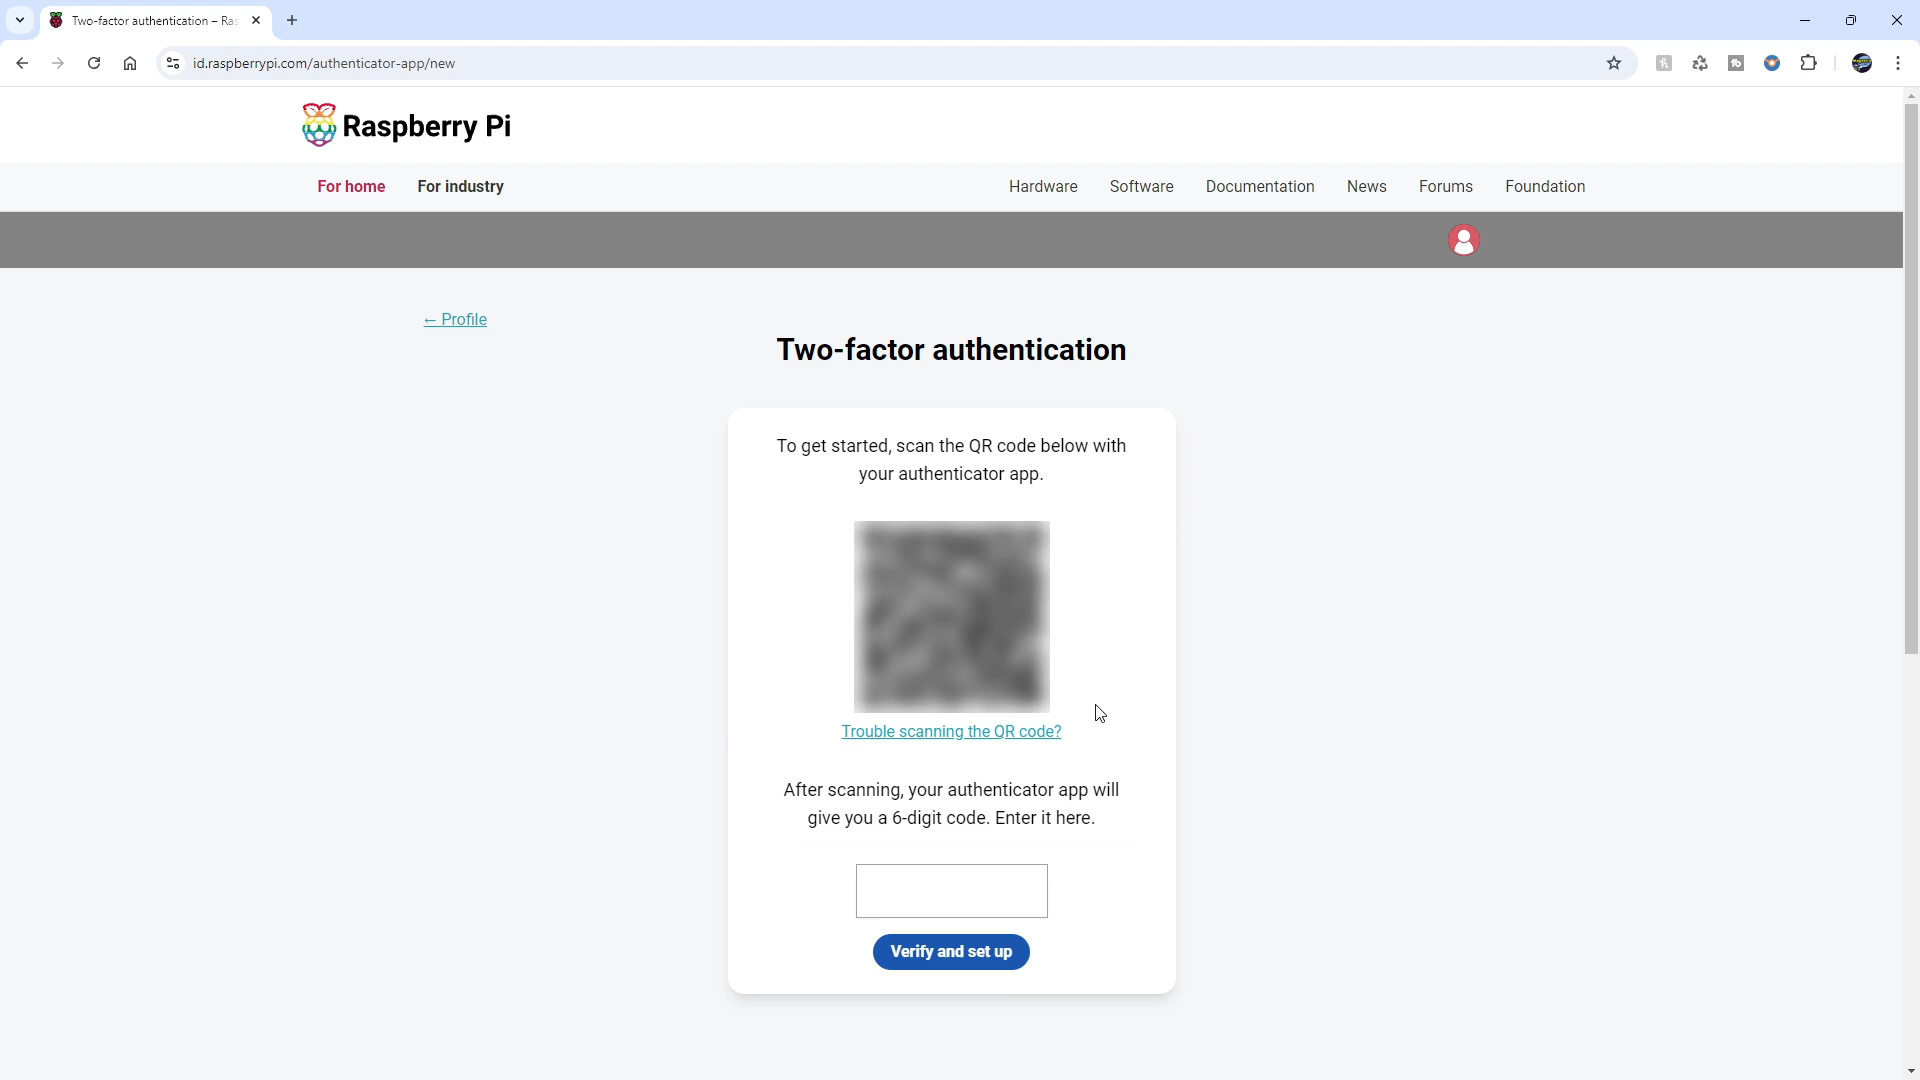 Two-factor authentication – Ras
id.raspberrypi.com/authenticator-app/new
Raspberry Pi
For home
For industry
Hardware
Software
Documentation
News
Forums
Foundation
← Profile
Two-factor authentication
To get started, scan the QR code below with
your authenticator app.
Trouble scanning the QR code?
After scanning, your authenticator app will
give you a 6-digit code. Enter it here.
Verify and set up